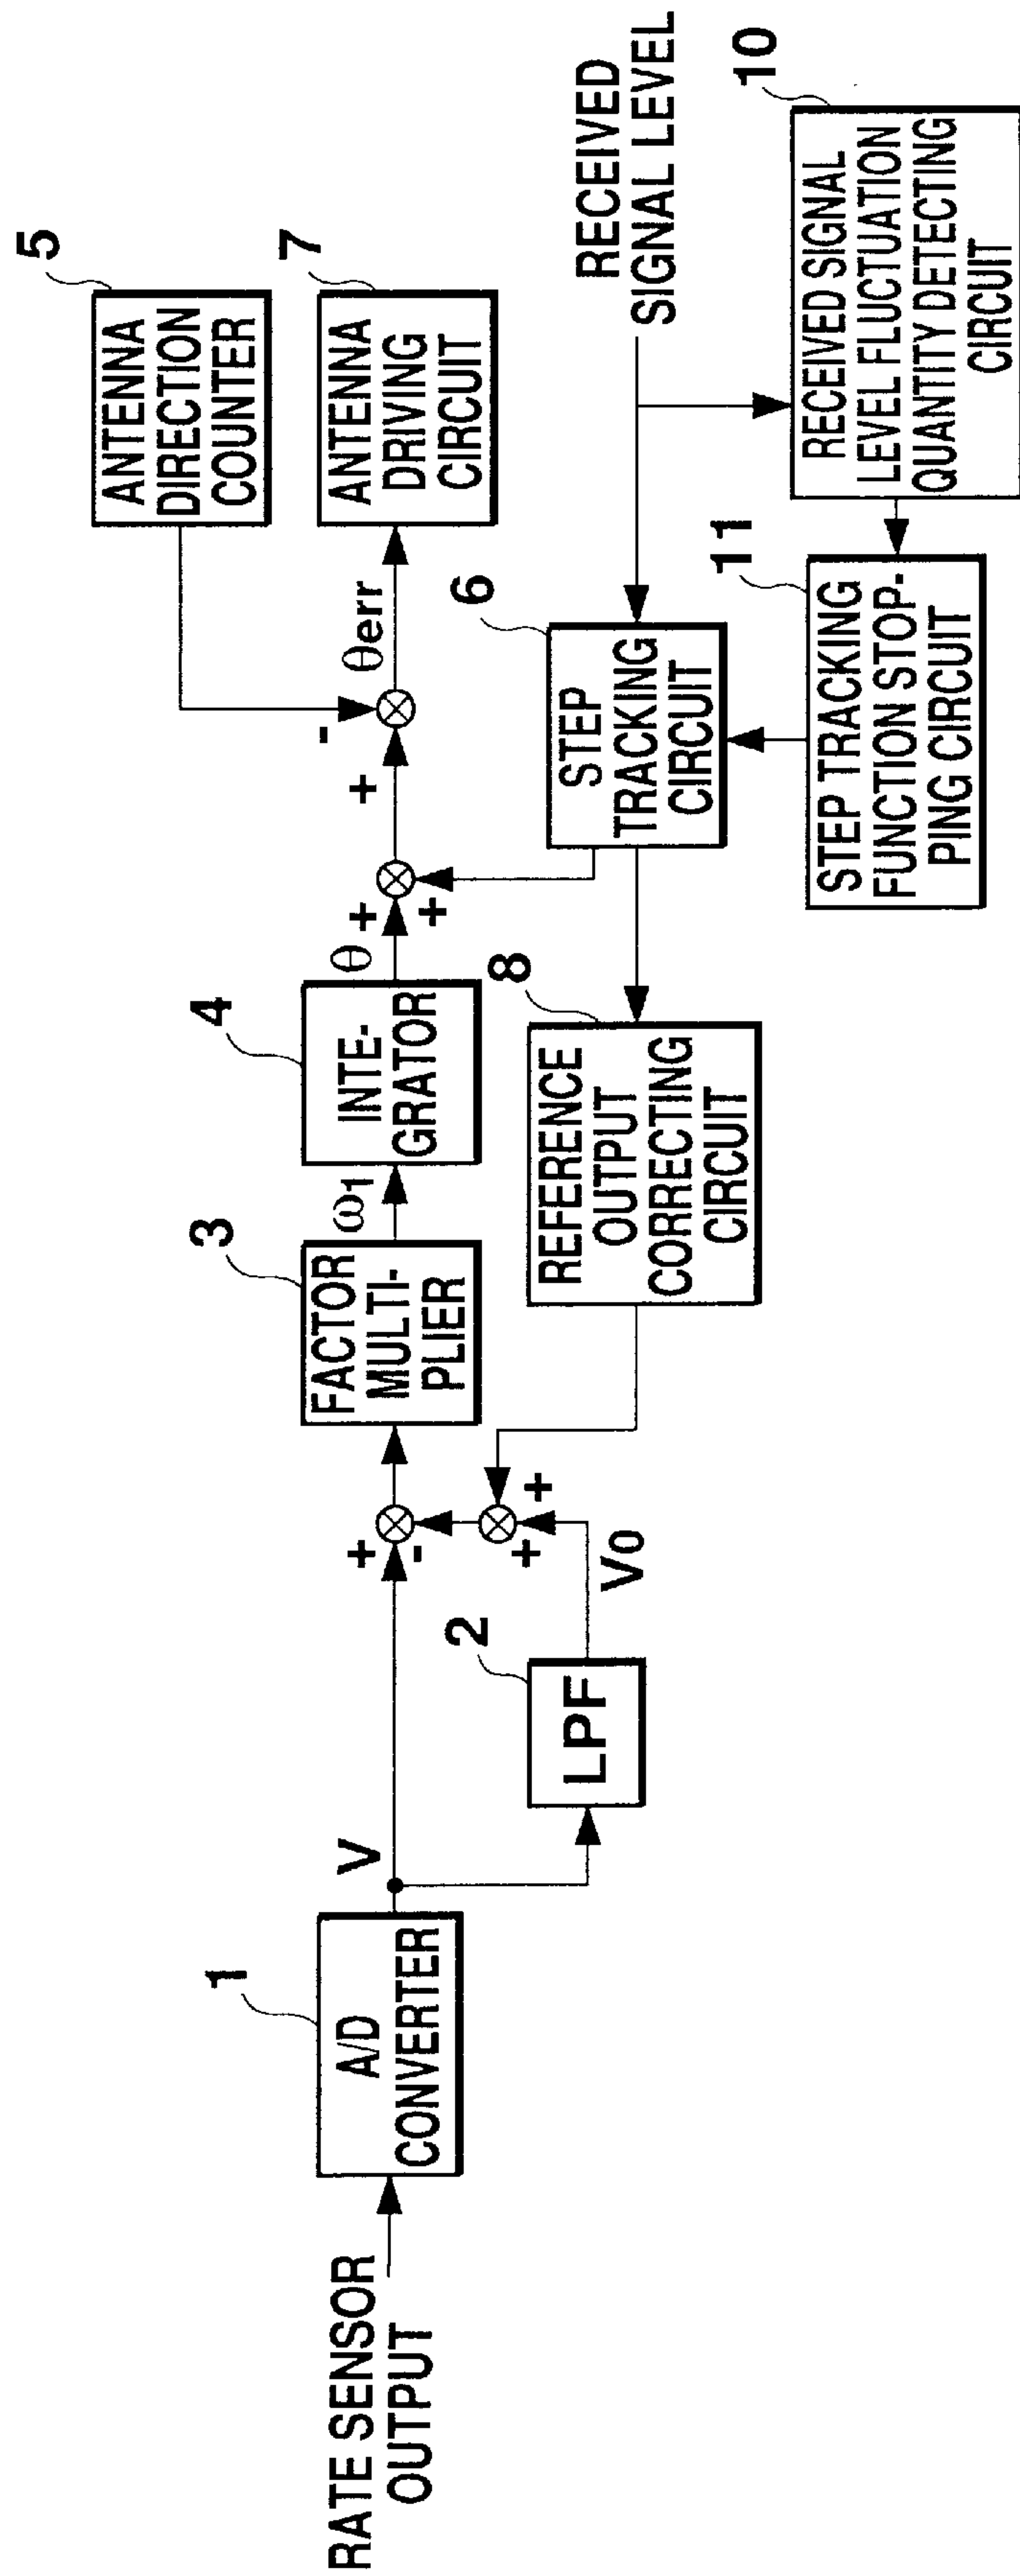 5
ANTENNA
DIRECTION
COUNTER
7
ANTENNA
DRIVING
CIRCUIT
-
θerr
+
+
θ
+
4
INTE-
GRATOR
ω1
3
FACTOR
MULTI-
PLIER
+
-
V
1
A/D
CONVERTER
RATE SENSOR
OUTPUT
2
LPF
V0
+
+
8
REFERENCE
OUTPUT
CORRECTING
CIRCUIT
6
STEP
TRACKING
CIRCUIT
RECEIVED
SIGNAL LEVEL
10
RECEIVED SIGNAL
LEVEL FLUCTUATION
QUANTITY DETECTING
CIRCUIT
11
STEP TRACKING
FUNCTION STOP-
PING CIRCUIT